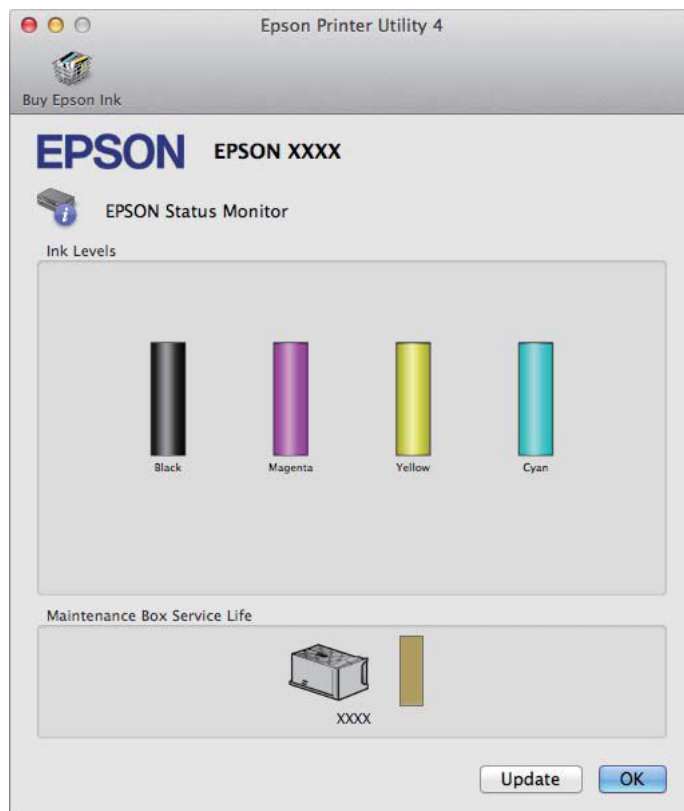 Epson Printer Utility 4
Buy Epson Ink
EPSON EPSON XXXX
EPSON Status Monitor
Ink Levels
Black Magenta Yellow Cyan
Maintenance Box Service Life
XXXX
Update OK